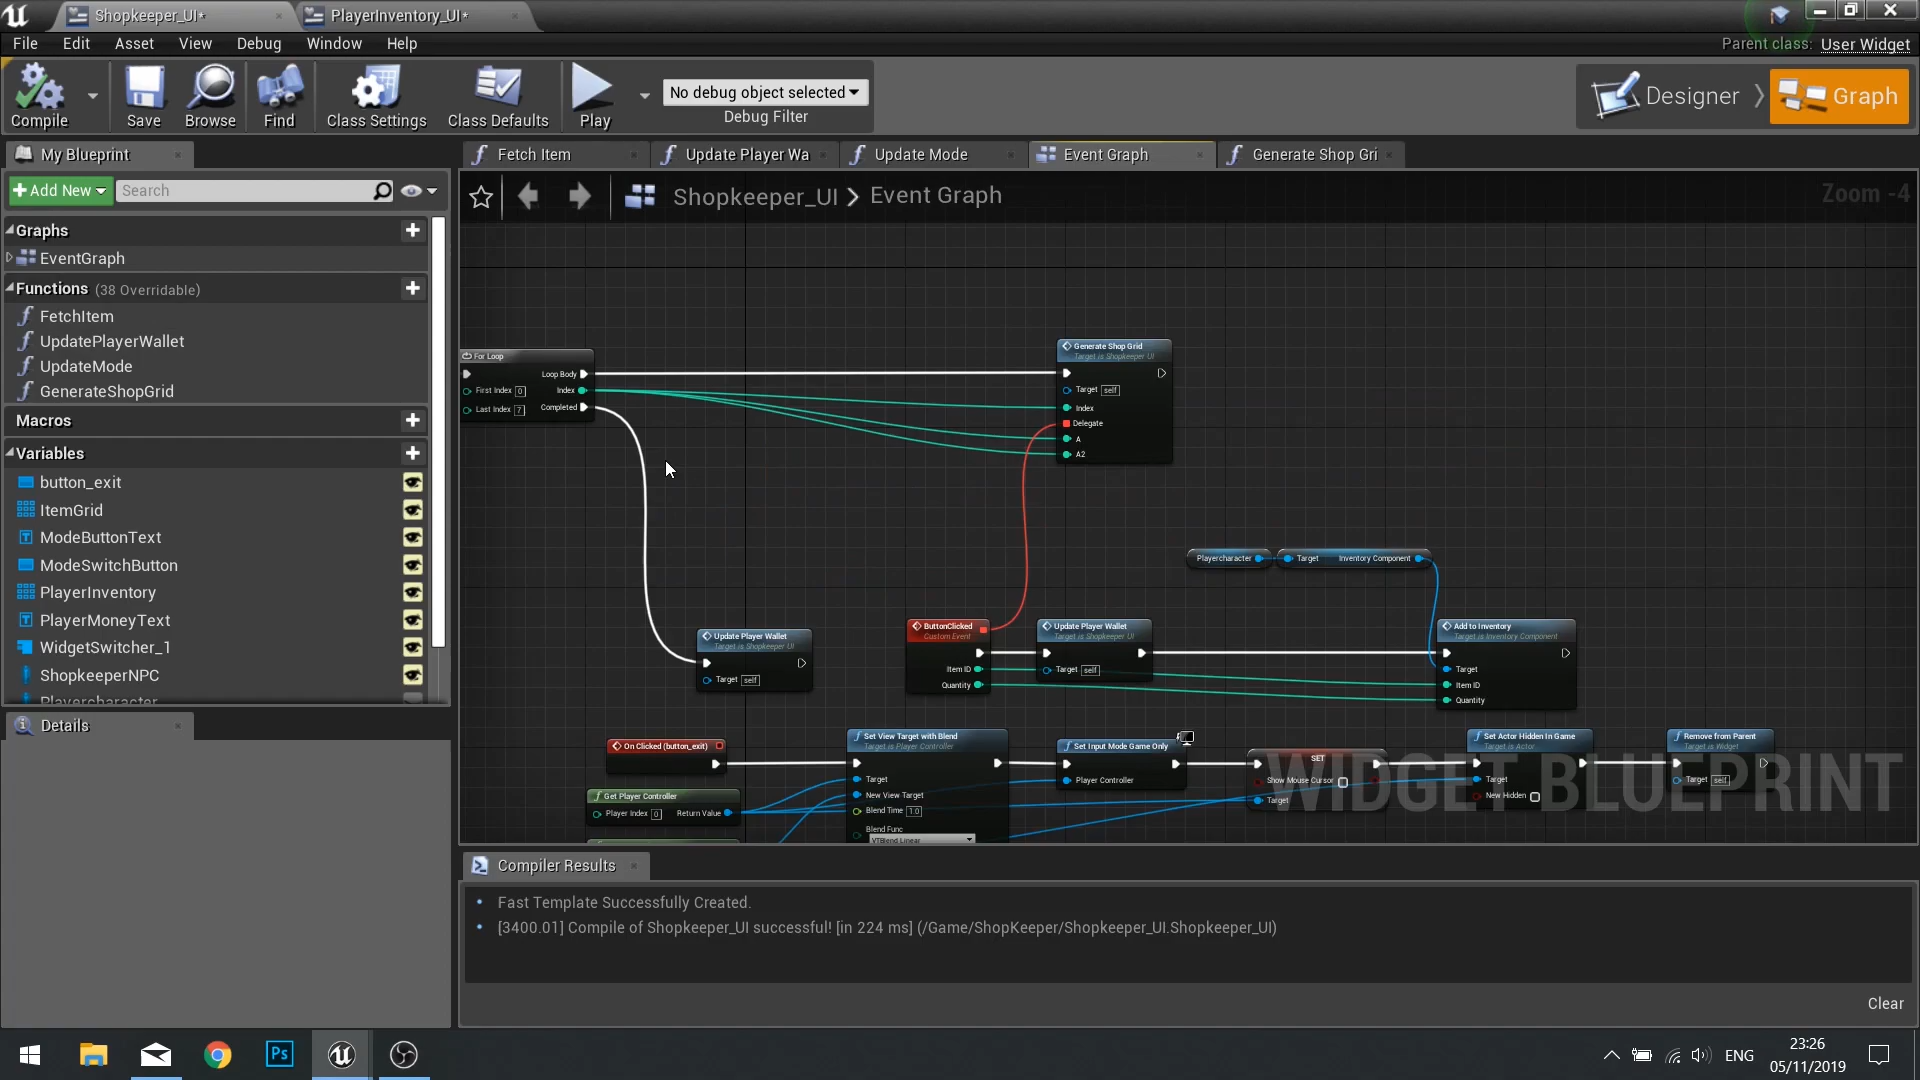 Shopkeeper_UI*
PlayerInventory_UI*
File Edit Asset View Debug Window Help
Parent class: User Widget
Compile
Save
Browse
Find
Class Settings
Class Defaults
Play
No debug object selected
Debug Filter
Designer
Graph
My Blueprint
Fetch Item
Update Player Wa
Update Mode
Event Graph
Generate Shop Gri
Add New
Search
Shopkeeper_UI
Event Graph
Zoom -4
Graphs
EventGraph
Functions (38 Overridable)
FetchItem
UpdatePlayerWallet
UpdateMode
GenerateShopGrid
Macros
Variables
button_exit
ItemGrid
ModeButtonText
ModeSwitchButton
PlayerInventory
PlayerMoneyText
WidgetSwitcher_1
ShopkeeperNPC
Playercharacter
Details
For Loop
Loop Body
First Index 0 Index
Last Index 7 Completed
Generate Shop Grid
Target is Shopkeeper UI
Target self
Index
Delegate
A
A2
Playercharacter
Target Inventory Component
Update Player Wallet
Target is Shopkeeper UI
Target self
ButtonClicked
Custom Event
Item ID
Quantity
Update Player Wallet
Target is Shopkeeper UI
Target self
Add to Inventory
Target is Inventory Component
Target
Item ID
Quantity
On Clicked (button_exit)
Get Player Controller
Player Index 0 Return Value
Set View Target with Blend
Target is Player Controller
Target
New View Target
Blend Time 1.0
Blend Func
VTBlend Linear
Set Input Mode Game Only
Player Controller
SET
Show Mouse Cursor
Target
Set Actor Hidden In Game
Target is Actor
Target
New Hidden
Remove from Parent
Target is Widget
Target self
WIDGET BLUEPRINT
Compiler Results
• Fast Template Successfully Created.
• [3400.01] Compile of Shopkeeper_UI successful! [in 224 ms] (/Game/ShopKeeper/Shopkeeper_UI.Shopkeeper_UI)
Clear
Ps
ENG
23:26
05/11/2019